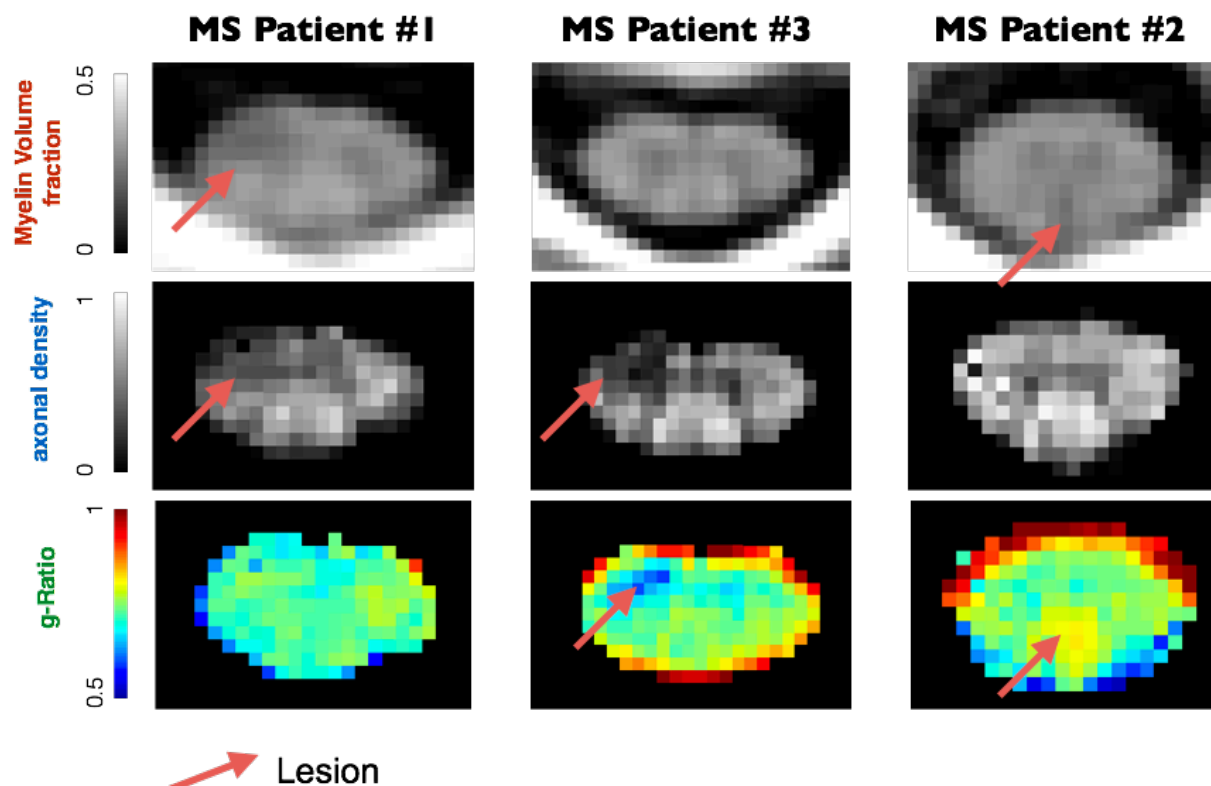 MS Patient #1
MS Patient #3
MS Patient #2
Myelin Volume
fraction
0.5
0
axonal density
1
0
g-Ratio
1
0.5
Lesion